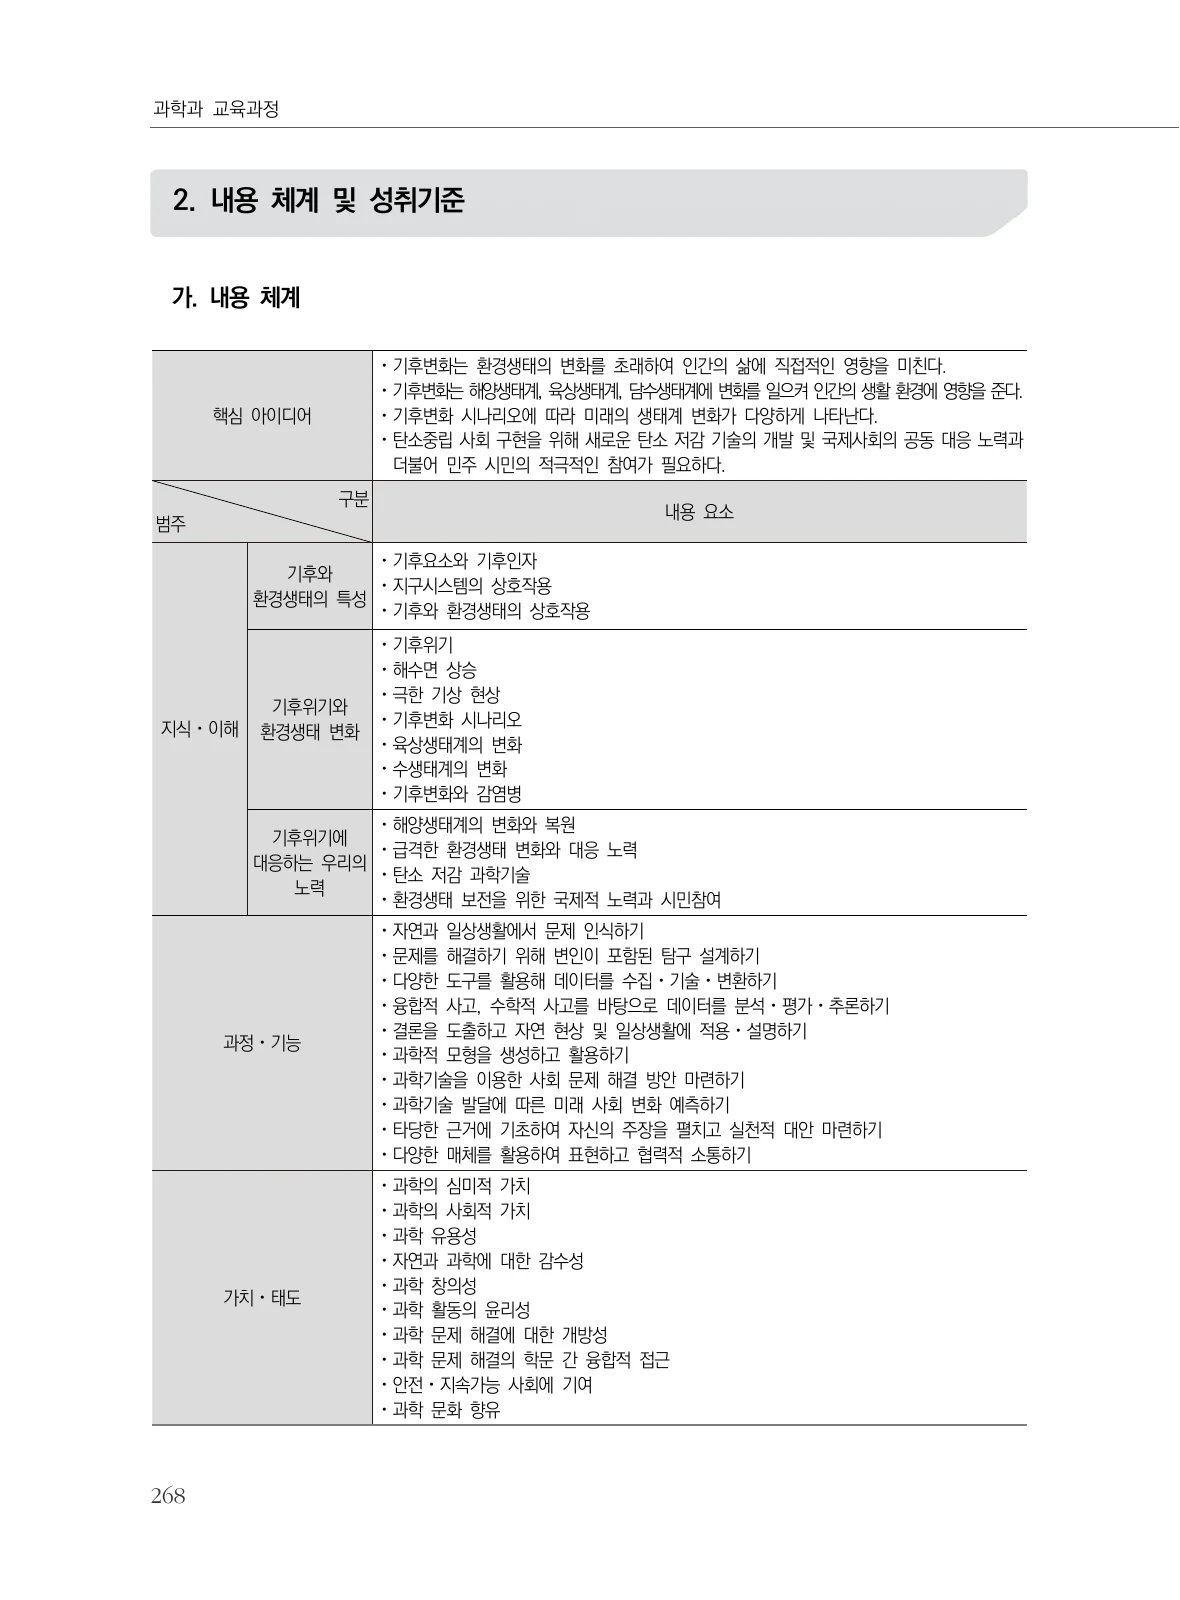 과학과 교육과정
2. 내용 체계 및 성취기준
가. 내용 체계
핵심 아이디어
・기후변화는 환경생태의 변화를 초래하여 인간의 삶에 직접적인 영향을 미친다.
・기후변화는 해양생태계, 육상생태계, 담수생태계에 변화를 일으켜 인간의 생활 환경에 영향을 준다.
・기후변화 시나리오에 따라 미래의 생태계 변화가 다양하게 나타난다.
・탄소중립 사회 구현을 위해 새로운 탄소 저감 기술의 개발 및 국제사회의 공동 대응 노력과
더불어 민주 시민의 적극적인 참여가 필요하다.
구분
범주
내용 요소
지식・이해
기후와
환경생태의 특성
・기후요소와 기후인자
・지구시스템의 상호작용
・기후와 환경생태의 상호작용
기후위기와
환경생태 변화
・기후위기
・해수면 상승
・극한 기상 현상
・기후변화 시나리오
・육상생태계의 변화
・수생태계의 변화
・기후변화와 감염병
기후위기에
대응하는 우리의
노력
・해양생태계의 변화와 복원
・급격한 환경생태 변화와 대응 노력
・탄소 저감 과학기술
・환경생태 보전을 위한 국제적 노력과 시민참여
과정・기능
・자연과 일상생활에서 문제 인식하기
・문제를 해결하기 위해 변인이 포함된 탐구 설계하기
・다양한 도구를 활용해 데이터를 수집・기술・변환하기
・융합적 사고, 수학적 사고를 바탕으로 데이터를 분석・평가・추론하기
・결론을 도출하고 자연 현상 및 일상생활에 적용・설명하기
・과학적 모형을 생성하고 활용하기
・과학기술을 이용한 사회 문제 해결 방안 마련하기
・과학기술 발달에 따른 미래 사회 변화 예측하기
・타당한 근거에 기초하여 자신의 주장을 펼치고 실천적 대안 마련하기
・다양한 매체를 활용하여 표현하고 협력적 소통하기
가치・태도
・과학의 심미적 가치
・과학의 사회적 가치
・과학 유용성
・자연과 과학에 대한 감수성
・과학 창의성
・과학 활동의 윤리성
・과학 문제 해결에 대한 개방성
・과학 문제 해결의 학문 간 융합적 접근
・안전・지속가능 사회에 기여
・과학 문화 향유
268